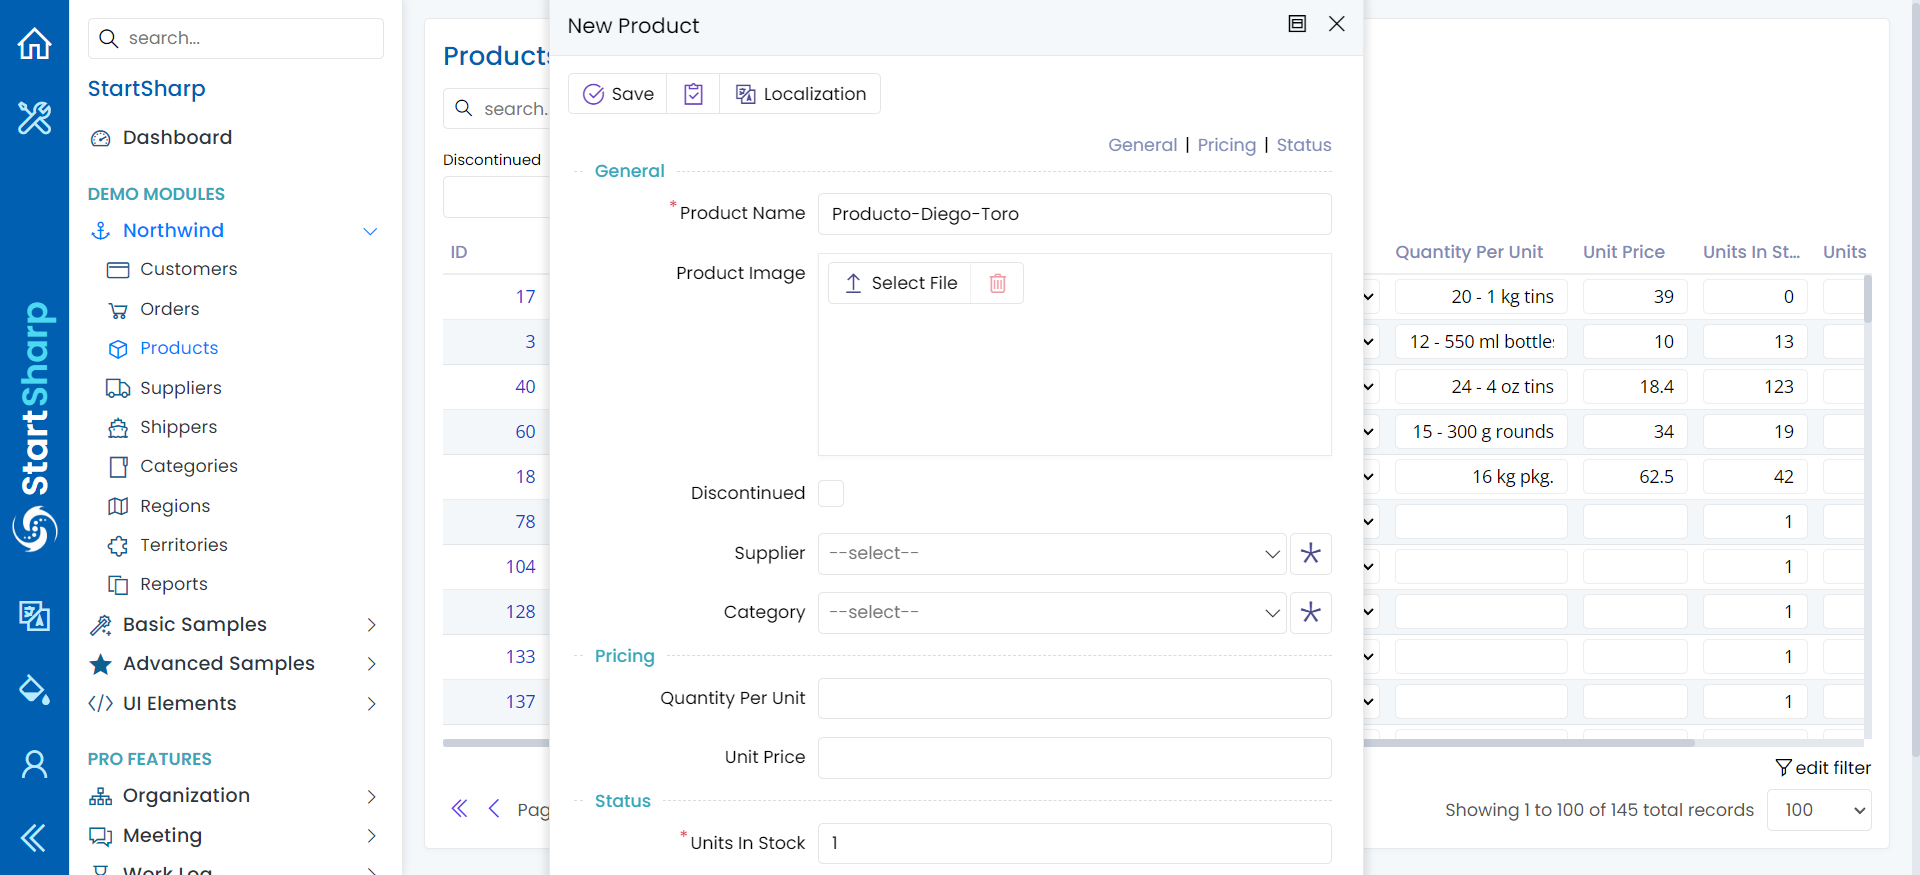 search...
StartSharp
Dashboard
DEMO MODULES
Northwind
Customers
Orders
Products
Suppliers
Shippers
Categories
Regions
Territories
Reports
Basic Samples
Advanced Samples
UI Elements
PRO FEATURES
Organization
Meeting
Work Log
StartSharp
Products
search...
Discontinued
ID
17
3
40
60
18
78
104
128
133
137
New Product
Save
Localization
General | Pricing | Status
General
* Product Name Producto-Diego-Toro
Product Image Select File
Discontinued
Supplier --select--
Category --select--
Pricing
Quantity Per Unit
Unit Price
Status
* Units In Stock 1
Quantity Per Unit Unit Price Units In St... Units
20 - 1 kg tins 39 0
12 - 550 ml bottles 10 13
24 - 4 oz tins 18.4 123
15 - 300 g rounds 34 19
16 kg pkg. 62.5 42
1
1
1
1
1
edit filter
Pag
Showing 1 to 100 of 145 total records 100